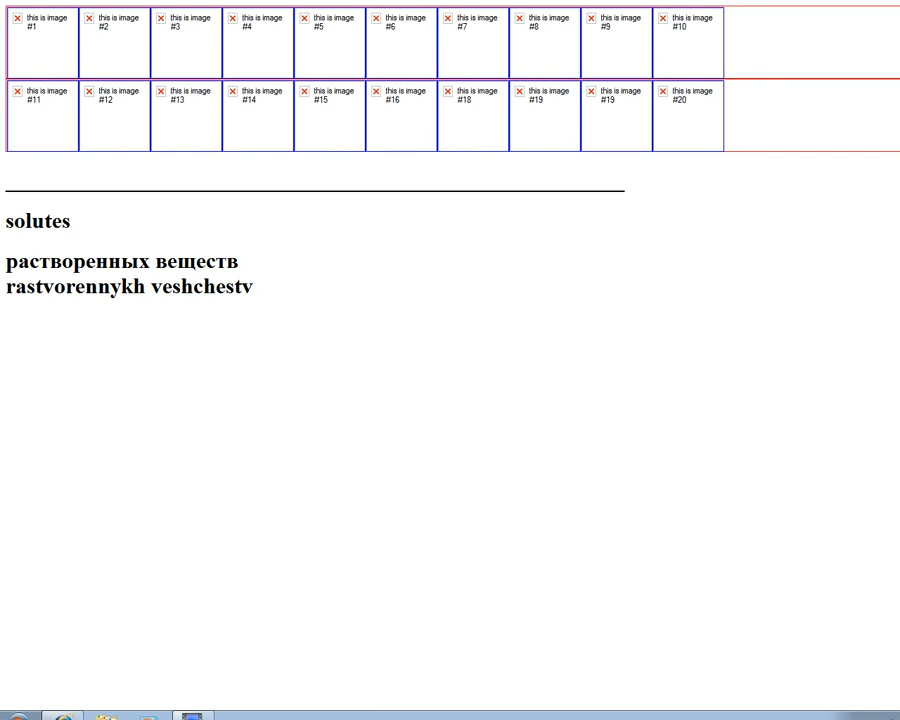 this is image this is image this is image this is image this is image this is image this is image this is image this is image this is image
#1 #2 #3 #4 #5 #6 #7 #8 #9 #10
this is image this is image this is image this is image this is image this is image this is image this is image this is image this is image
#11 #12 #13 #14 #15 #16 #18 #19 #19 #20
solutes
растворенных веществ
rastvorennykh veshchestv